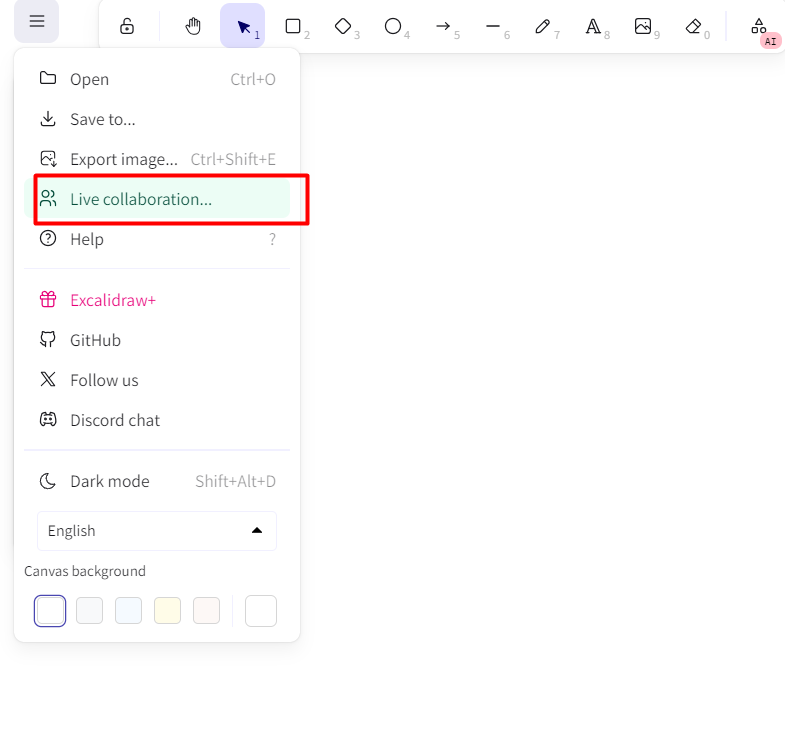 1 2 3 4 5 6 7 A 8 9 0 AI
Open Ctrl+O
Save to...
Export image... Ctrl+Shift+E
Live collaboration...
Help ?
Excalidraw+
GitHub
Follow us
Discord chat
Dark mode Shift+Alt+D
English
Canvas background